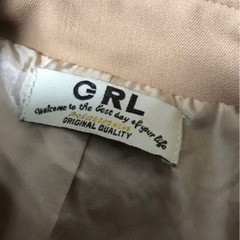 GRL
Welcome to the best day of your life
ORIGINAL QUALITY